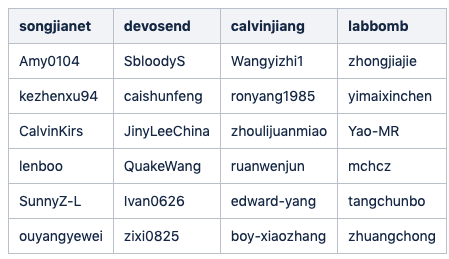 songjianet devosend calvinjiang labbomb
Amy0104 SbloodyS Wangyizhi1 zhongjiajie
kezhenxu94 caishunfeng ronyang1985 yimaixinchen
CalvinKirs JinyLeeChina zhoulijuanmiao Yao-MR
lenboo QuakeWang ruanwenjun mchcz
SunnyZ-L Ivan0626 edward-yang tangchunbo
ouyangyewei zixi0825 boy-xiaozhang zhuangchong